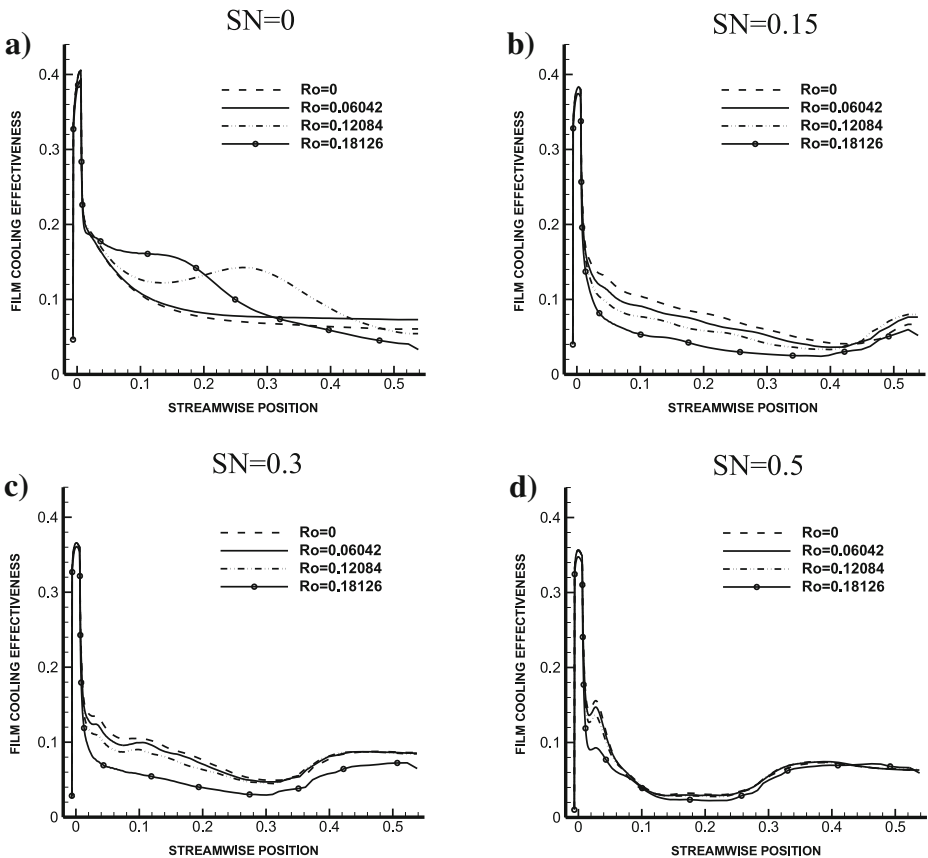 SN=0
a)
0.4
0.3
0.2
0.1
0
FILM COOLING EFFECTIVENESS
Ro=0
Ro=0.06042
Ro=0.12084
Ro=0.18126
0 0.1 0.2 0.3 0.4 0.5
STREAMWISE POSITION
SN=0.15
b)
0.4
0.3
0.2
0.1
0
FILM COOLING EFFECTIVENESS
Ro=0
Ro=0.06042
Ro=0.12084
Ro=0.18126
0 0.1 0.2 0.3 0.4 0.5
STREAMWISE POSITION
SN=0.3
c)
0.4
0.3
0.2
0.1
0
FILM COOLING EFFECTIVENESS
Ro=0
Ro=0.06042
Ro=0.12084
Ro=0.18126
0 0.1 0.2 0.3 0.4 0.5
STREAMWISE POSITION
SN=0.5
d)
0.4
0.3
0.2
0.1
0
FILM COOLING EFFECTIVENESS
Ro=0
Ro=0.06042
Ro=0.12084
Ro=0.18126
0 0.1 0.2 0.3 0.4 0.5
STREAMWISE POSITION